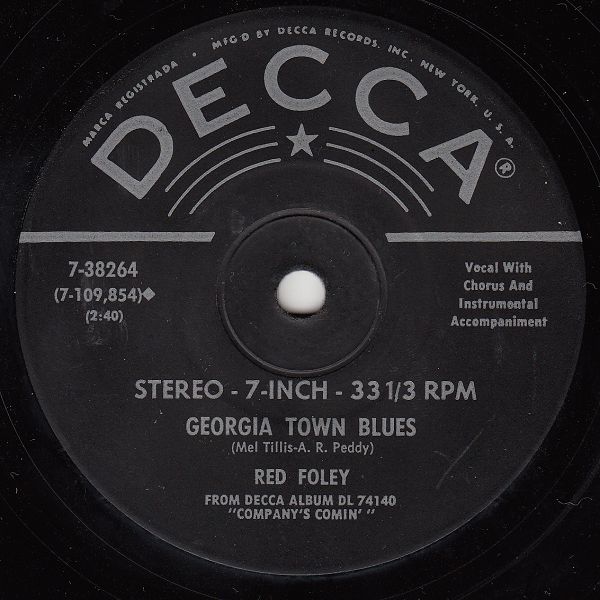 MARCA REGISTRADA • MFG'D BY DECCA RECORDS, INC., NEW YORK, U. S. A.
DECCA®
7-38264
(7-109,854)◆
(2:40)
Vocal With
Chorus And
Instrumental
Accompaniment
STEREO - 7-INCH - 33 1/3 RPM
GEORGIA TOWN BLUES
(Mel Tillis-A. R. Peddy)
RED FOLEY
FROM DECCA ALBUM DL 74140
"COMPANY'S COMIN' "